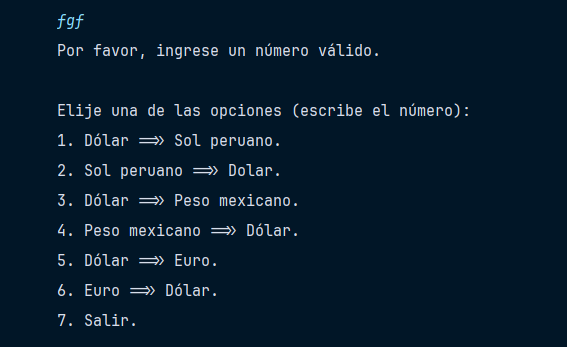 fgf
Por favor, ingrese un número válido.
Elije una de las opciones (escribe el número):
1. Dólar ==>> Sol peruano.
2. Sol peruano ==>> Dolar.
3. Dólar ==>> Peso mexicano.
4. Peso mexicano ==>> Dólar.
5. Dólar ==>> Euro.
6. Euro ==>> Dólar.
7. Salir.